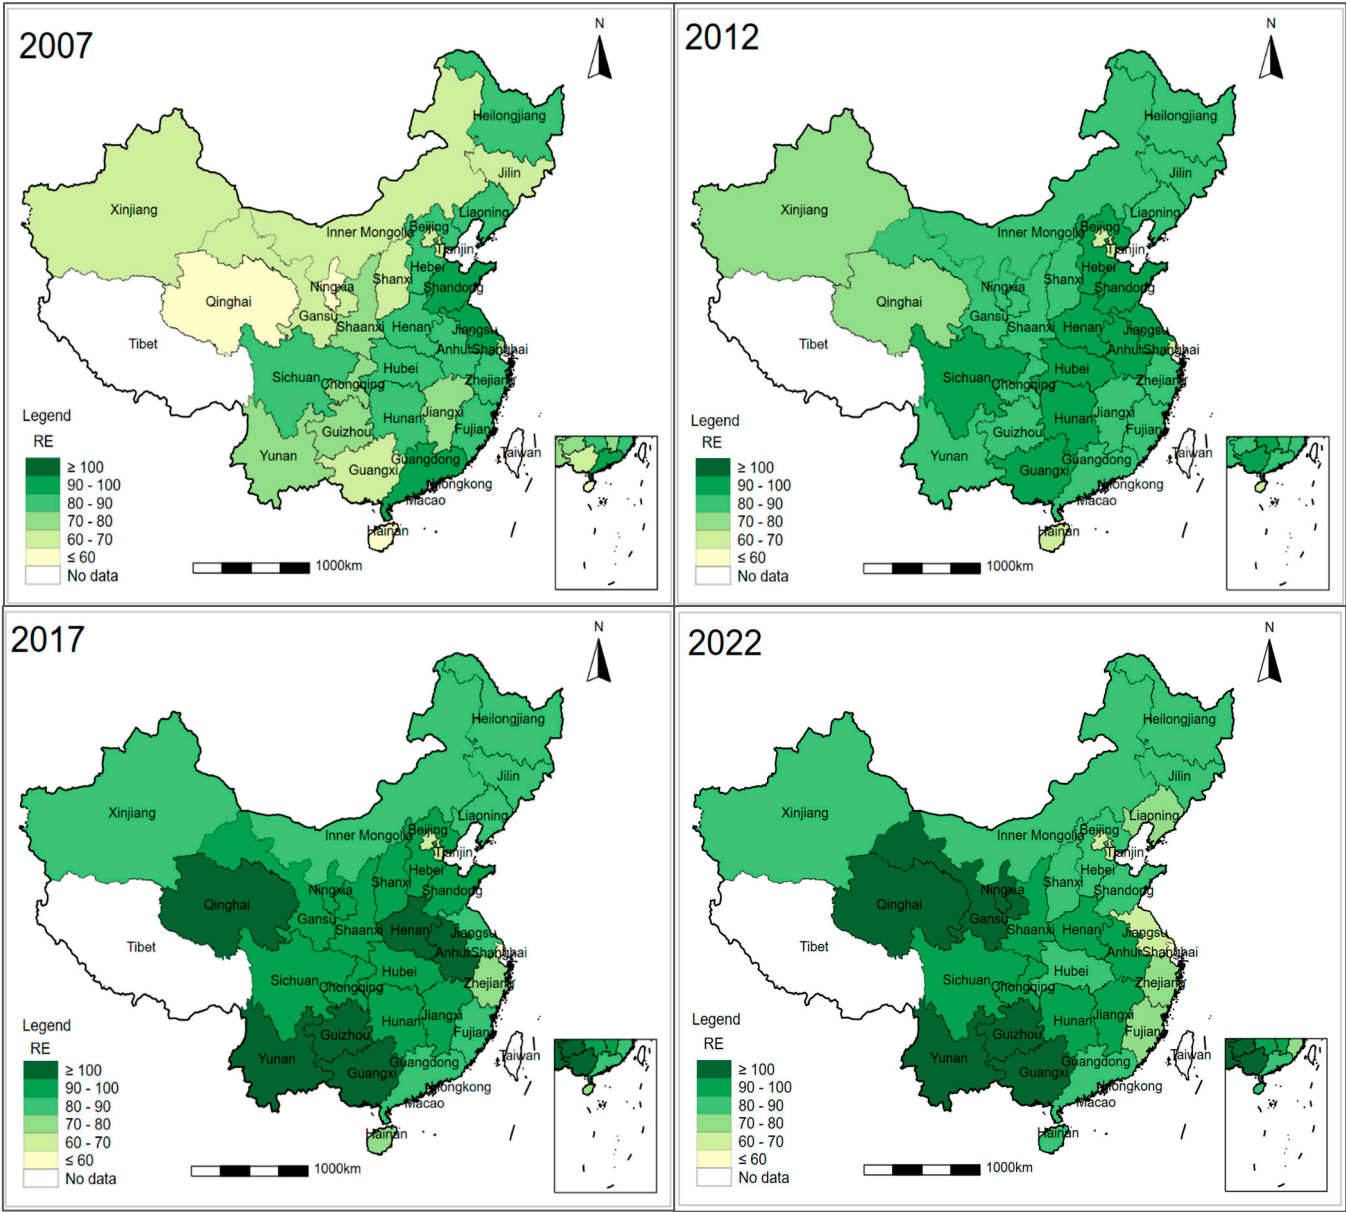 2007
N
Heilongjiang
Jilin
Xinjiang
Liaoning
Inner Mongolia
Beijing
Tianjin
Hebei
Shanxi
Ningxia
Qinghai
Shandong
Gansu
Shaanxi
Henan
Jiangsu
Tibet
Anhui
Shanghai
Hubei
Sichuan
Chongqing
Zhejiang
Hunan
Jiangxi
Guizhou
Fujian
Yunan
Guangxi
Guangdong
Taiwan
Hongkong
Macao
Hainan
Legend
RE
≥ 100
90 - 100
80 - 90
70 - 80
60 - 70
≤ 60
No data
1000km
2012
N
Heilongjiang
Jilin
Xinjiang
Liaoning
Inner Mongolia
Beijing
Tianjin
Hebei
Shanxi
Ningxia
Qinghai
Shandong
Gansu
Shaanxi
Henan
Jiangsu
Tibet
Anhui
Shanghai
Hubei
Sichuan
Chongqing
Zhejiang
Hunan
Jiangxi
Guizhou
Fujian
Yunan
Guangxi
Guangdong
Taiwan
Hongkong
Macao
Hainan
Legend
RE
≥ 100
90 - 100
80 - 90
70 - 80
60 - 70
≤ 60
No data
1000km
2017
N
Heilongjiang
Jilin
Xinjiang
Liaoning
Inner Mongolia
Beijing
Tianjin
Hebei
Shanxi
Ningxia
Qinghai
Shandong
Gansu
Shaanxi
Henan
Jiangsu
Tibet
Anhui
Shanghai
Hubei
Sichuan
Chongqing
Zhejiang
Hunan
Jiangxi
Guizhou
Fujian
Yunan
Guangxi
Guangdong
Taiwan
Hongkong
Macao
Hainan
Legend
RE
≥ 100
90 - 100
80 - 90
70 - 80
60 - 70
≤ 60
No data
1000km
2022
N
Heilongjiang
Jilin
Xinjiang
Liaoning
Inner Mongolia
Beijing
Tianjin
Hebei
Shanxi
Ningxia
Qinghai
Shandong
Gansu
Shaanxi
Henan
Jiangsu
Tibet
Anhui
Shanghai
Hubei
Sichuan
Chongqing
Zhejiang
Hunan
Jiangxi
Guizhou
Fujian
Yunan
Guangxi
Guangdong
Taiwan
Hongkong
Macao
Hainan
Legend
RE
≥ 100
90 - 100
80 - 90
70 - 80
60 - 70
≤ 60
No data
1000km